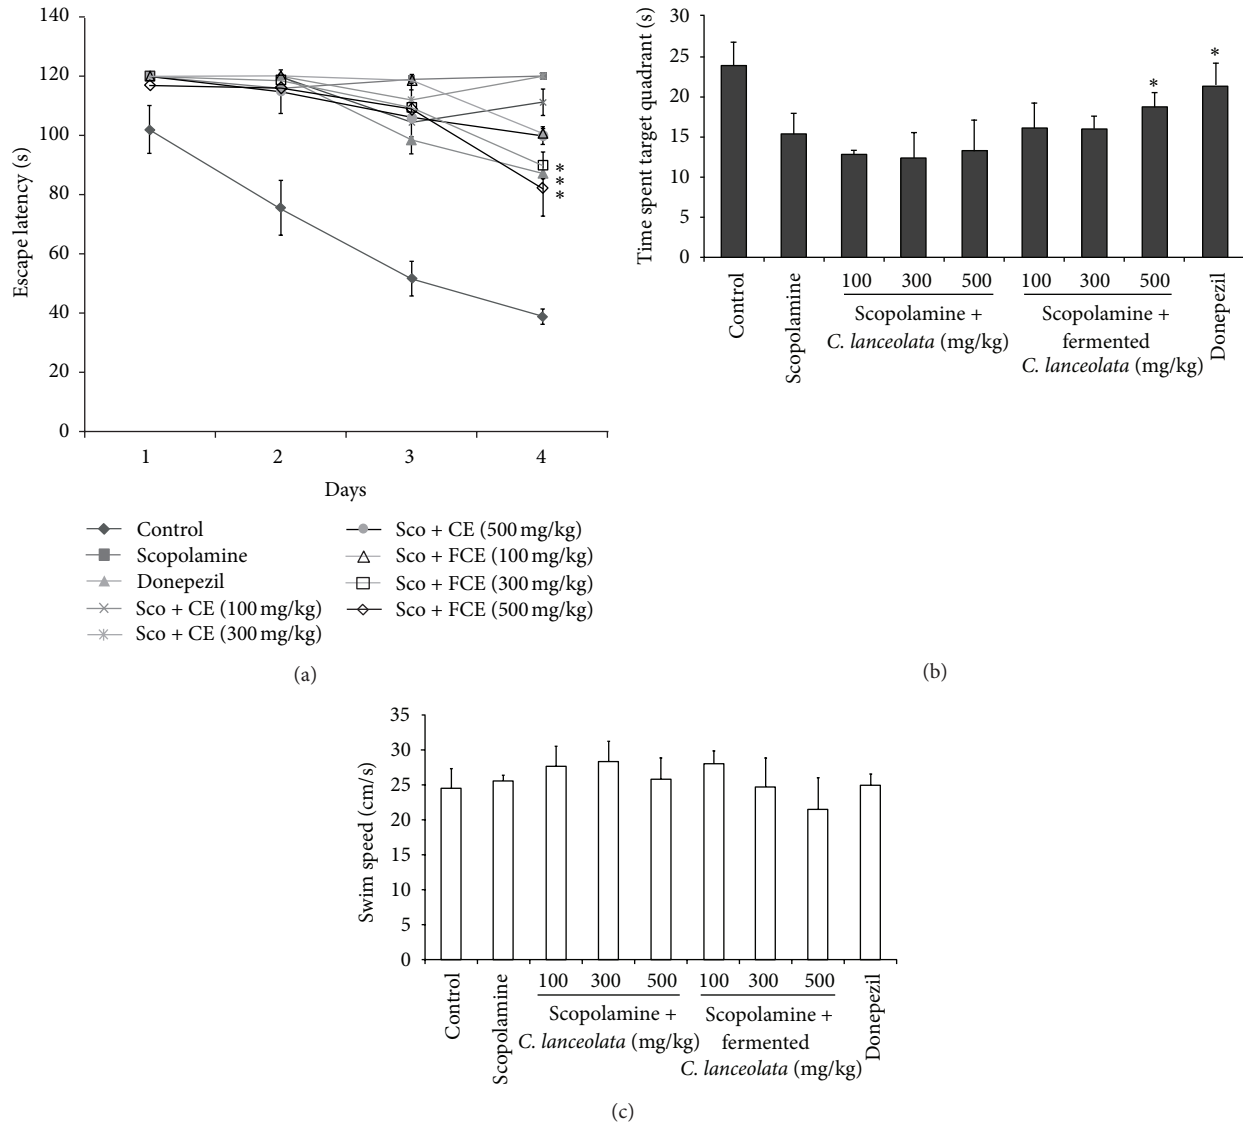 140
120
100
80
60
40
20
0
Escape latency (s)
*
*
*
1 2 3 4
Days
Control
Scopolamine
Donepezil
Sco + CE (100 mg/kg)
Sco + CE (300 mg/kg)
Sco + CE (500 mg/kg)
Sco + FCE (100 mg/kg)
Sco + FCE (300 mg/kg)
Sco + FCE (500 mg/kg)
(a)
30
25
20
15
10
5
0
Time spent target quadrant (s)
*
*
Control
Scopolamine
100 300 500
Scopolamine +
C. lanceolata (mg/kg)
100 300 500
Scopolamine +
fermented
C. lanceolata (mg/kg)
Donepezil
(b)
35
30
25
20
15
10
5
0
Swim speed (cm/s)
Control
Scopolamine
100 300 500
Scopolamine +
C. lanceolata (mg/kg)
100 300 500
Scopolamine +
fermented
C. lanceolata (mg/kg)
Donepezil
(c)